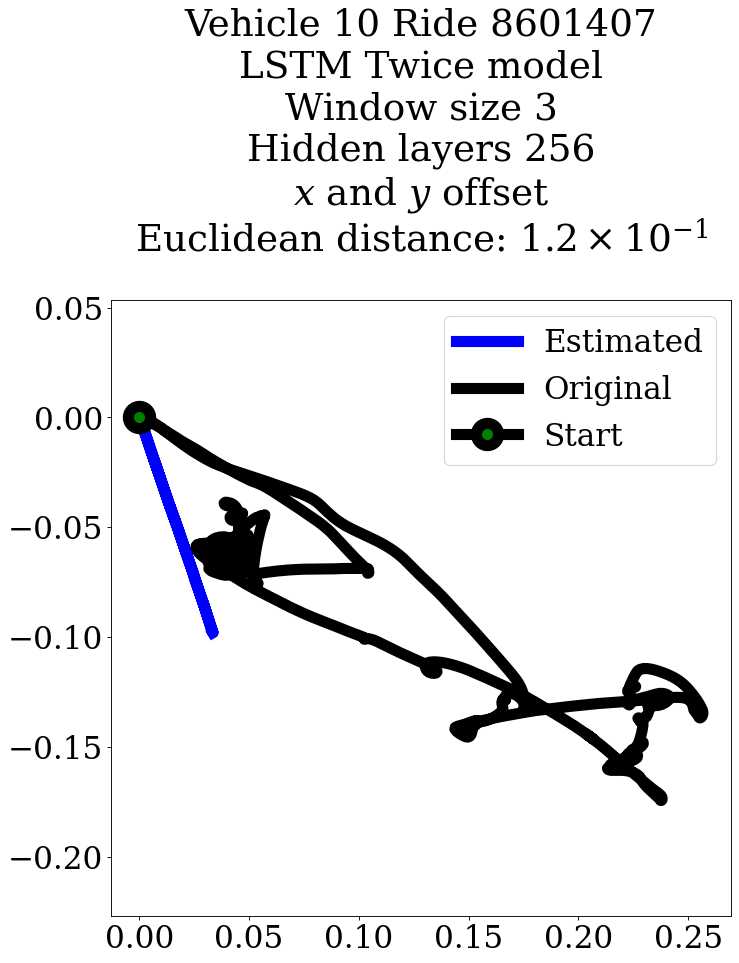 Vehicle 10 Ride 8601407
LSTM Twice model
Window size 3
Hidden layers 256
x and y offset
Euclidean distance: 1.2 × 10⁻¹
0.05
0.00
−0.05
−0.10
−0.15
−0.20
Estimated
Original
Start
0.00 0.05 0.10 0.15 0.20 0.25